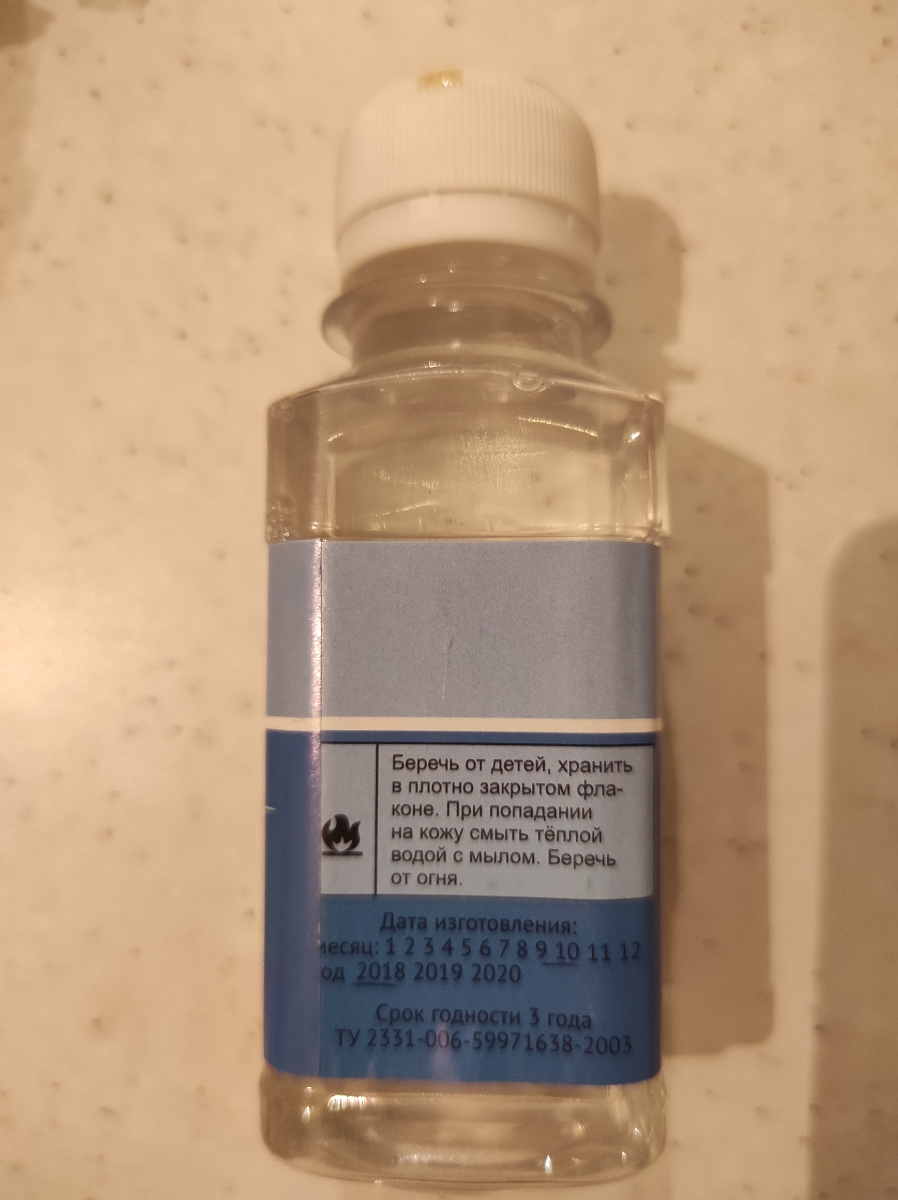 Беречь от детей, хранить
в плотно закрытом фла-
коне. При попадании
на кожу смыть тёплой
водой с мылом. Беречь
от огня.
Дата изготовления:
месяц: 1 2 3 4 5 6 7 8 9 10 11 12
од 2018 2019 2020
Срок годности 3 года
ТУ 2331-006-59971638-2003